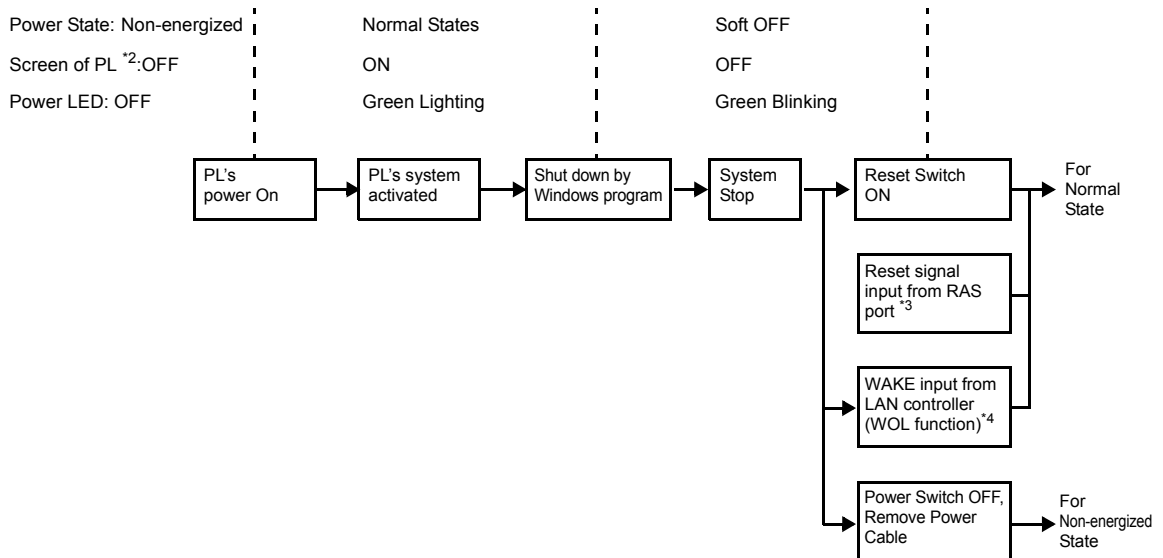 Power State: Non-energized Normal States Soft OFF
Screen of PL *2:OFF ON OFF
Power LED: OFF Green Lighting Green Blinking
PL's
power On
PL's system
activated
Shut down by
Windows program
System
Stop
Reset Switch
ON
For
Normal
State
Reset signal
input from RAS
port *3
WAKE input from
LAN controller
(WOL function)*4
Power Switch OFF,
Remove Power
Cable
For
Non-energized
State